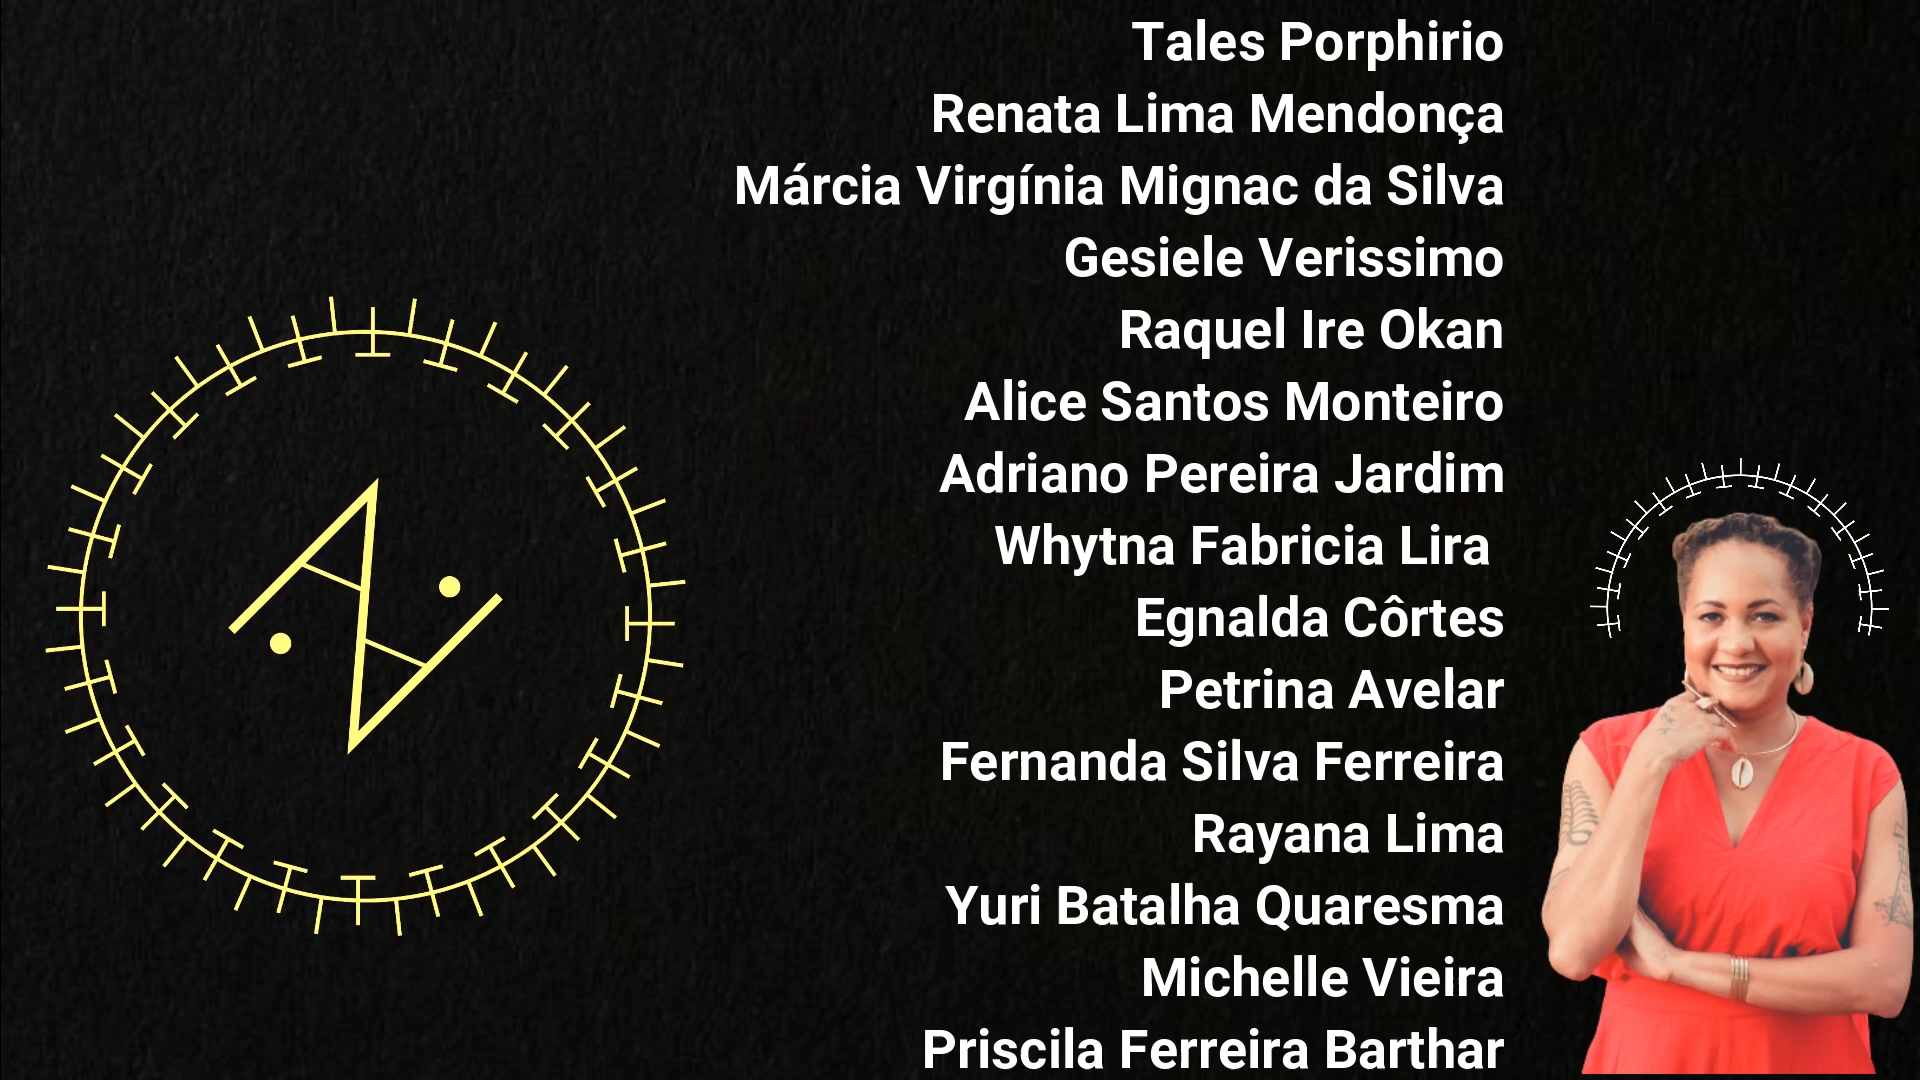 Tales Porphirio
Renata Lima Mendonça
Márcia Virgínia Mignac da Silva
Gesiele Verissimo
Raquel Ire Okan
Alice Santos Monteiro
Adriano Pereira Jardim
Whytna Fabricia Lira
Egnalda Côrtes
Petrina Avelar
Fernanda Silva Ferreira
Rayana Lima
Yuri Batalha Quaresma
Michelle Vieira
Priscila Ferreira Barthar